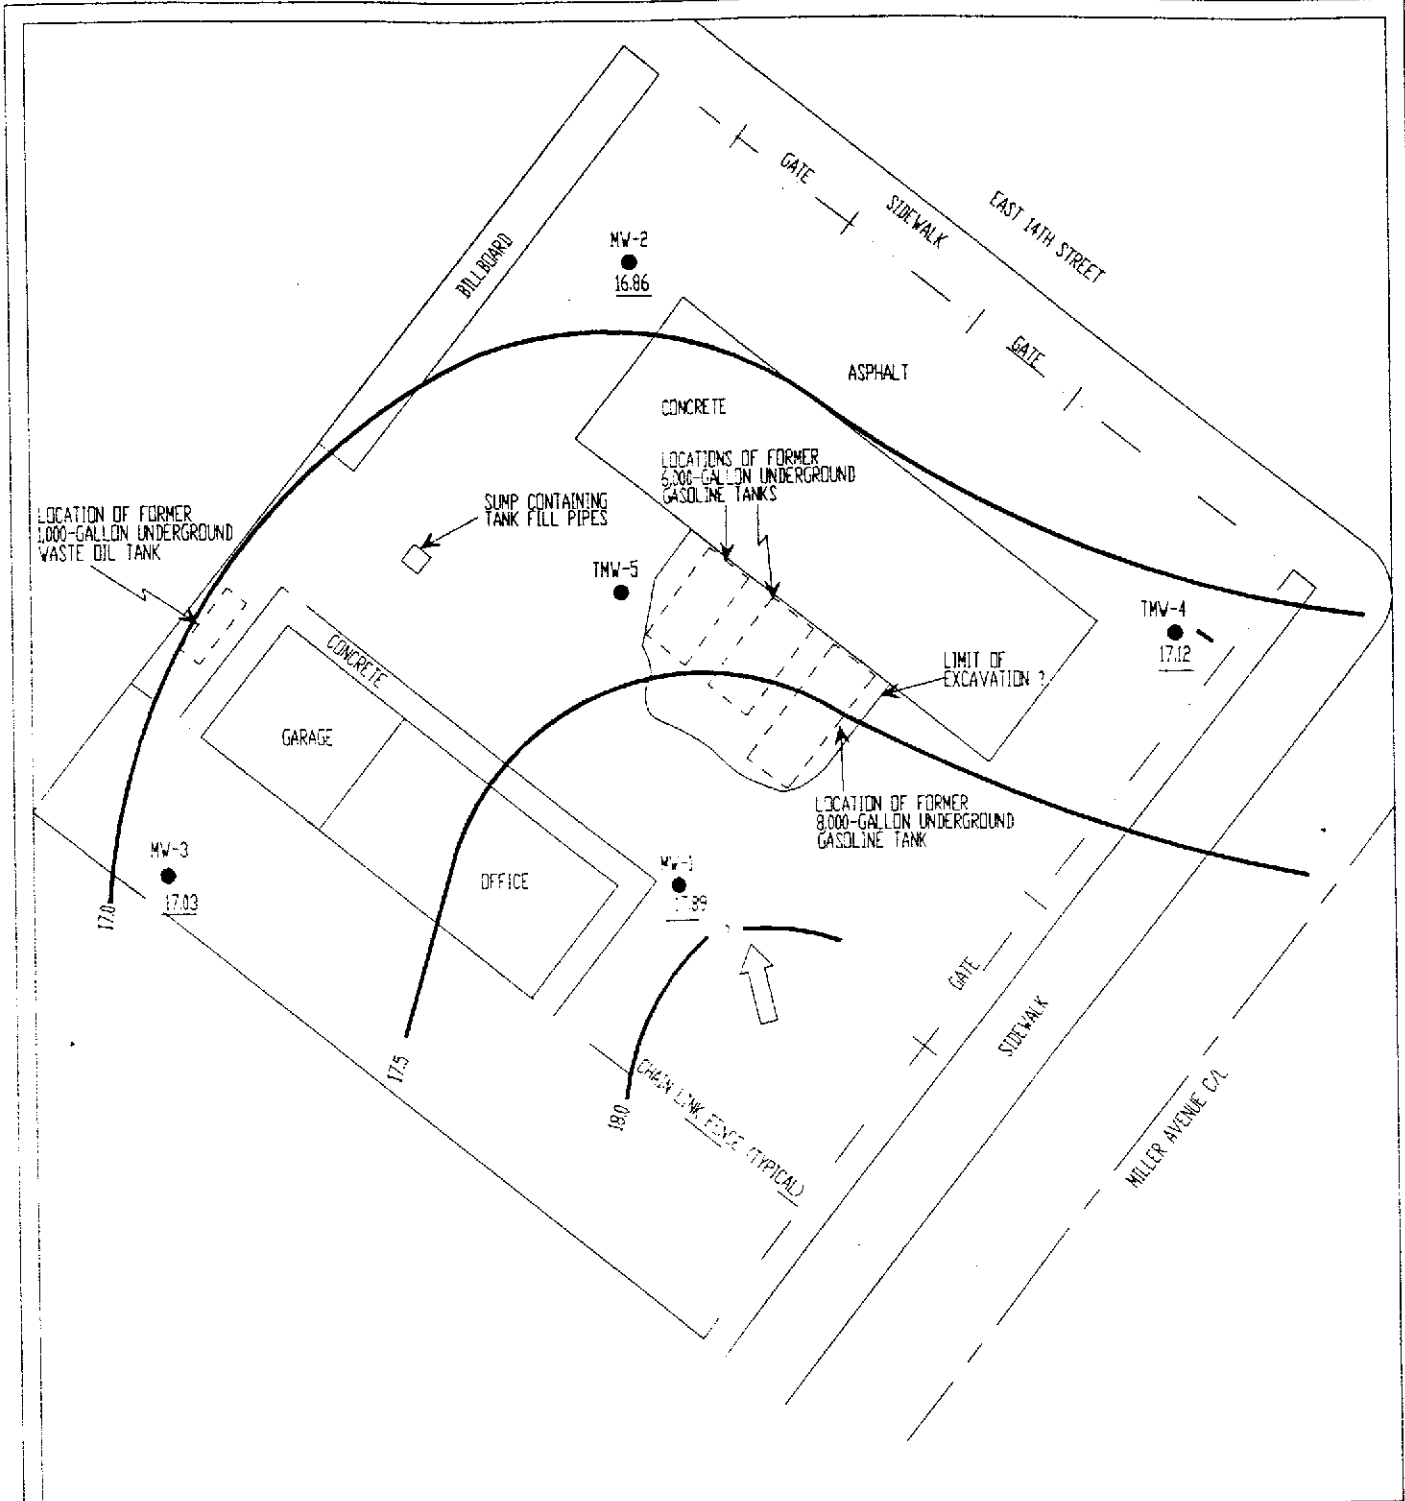 EAST 14TH STREET
SIDEWALK
GATE
GATE
BILLBOARD
MW-2
16.86
ASPHALT
CONCRETE
LOCATIONS OF FORMER
6,000-GALLON UNDERGROUND
GASOLINE TANKS
SUMP CONTAINING
TANK FILL PIPES
LOCATION OF FORMER
1,000-GALLON UNDERGROUND
WASTE OIL TANK
TMW-5
TMW-4
17.12
CONCRETE
LIMIT OF
EXCAVATION ?
GARAGE
LOCATION OF FORMER
8,000-GALLON UNDERGROUND
GASOLINE TANK
MW-3
17.03
OFFICE
MW-1
17.89
17.0
?
GATE
SIDEWALK
17.5
18.0
CHAIN LINK FENCE (TYPICAL)
MILLER AVENUE C/L